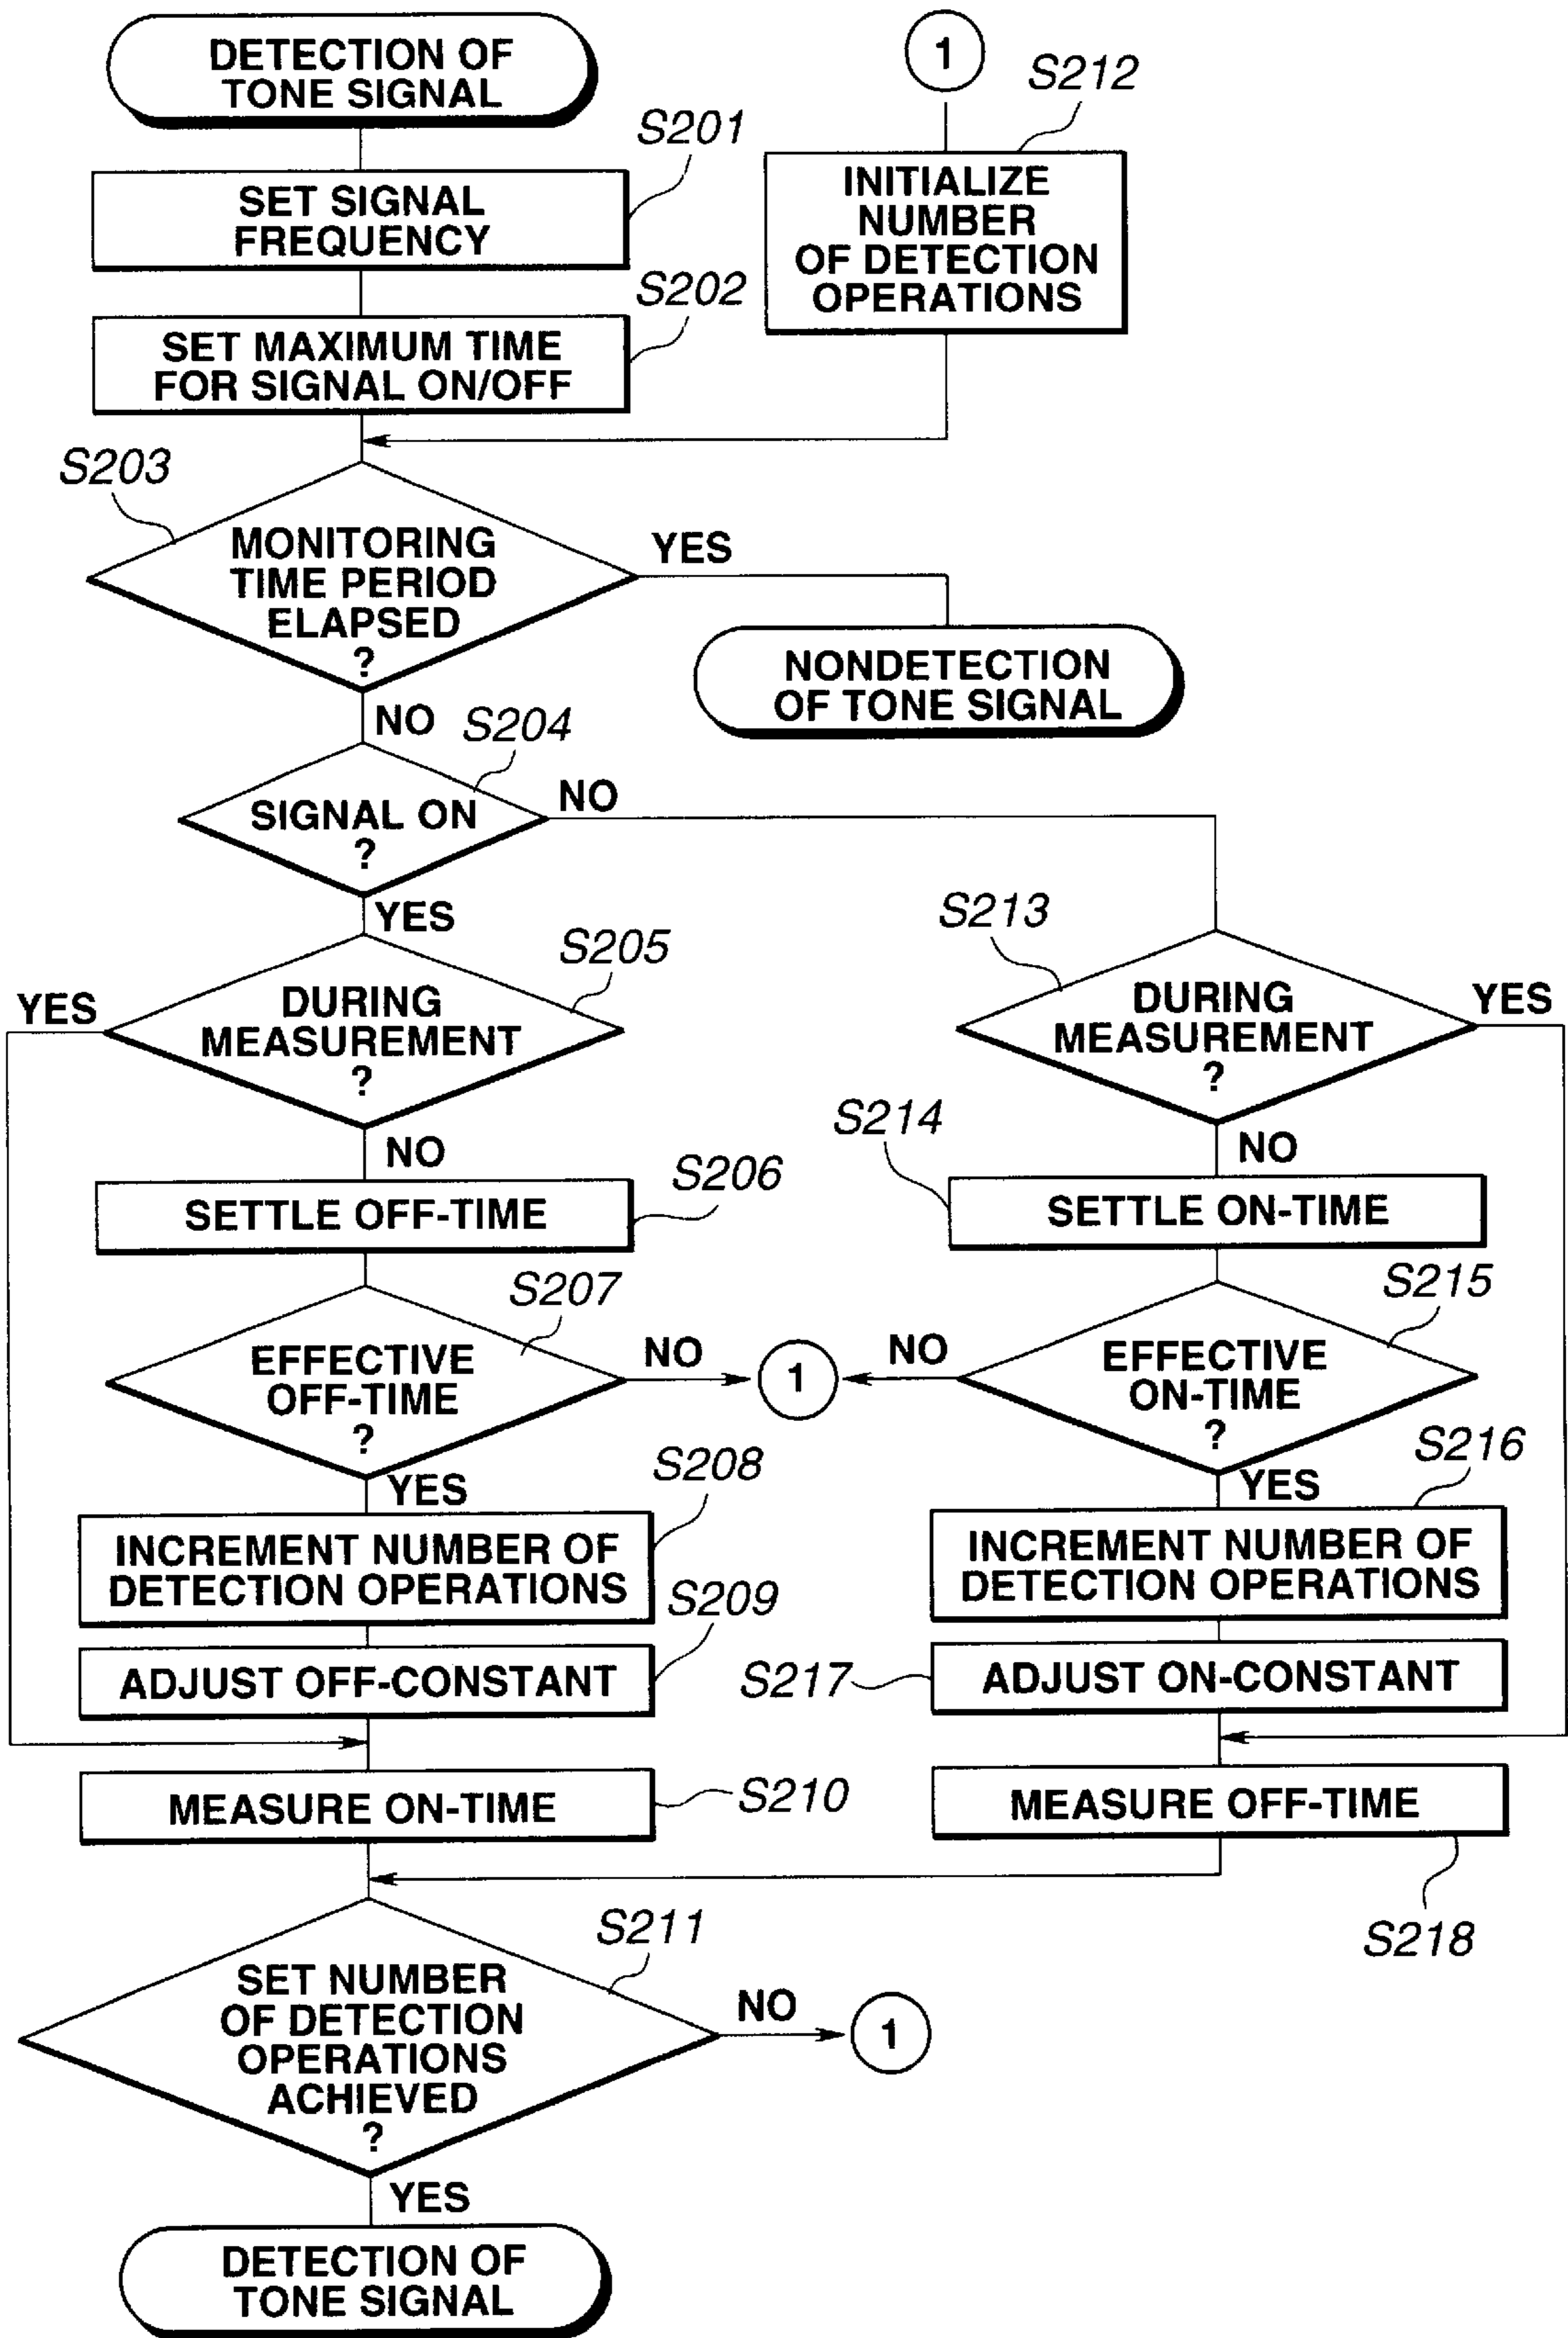 DETECTION OF
TONE SIGNAL
1
S212
S201
SET SIGNAL
FREQUENCY
INITIALIZE
NUMBER
OF DETECTION
OPERATIONS
S202
SET MAXIMUM TIME
FOR SIGNAL ON/OFF
S203
MONITORING
TIME PERIOD
ELAPSED
?
YES
NONDETECTION
OF TONE SIGNAL
NO
S204
SIGNAL ON
?
NO
YES
S205
S213
YES
DURING
MEASUREMENT
?
DURING
MEASUREMENT
?
YES
NO
S214
NO
S206
SETTLE OFF-TIME
SETTLE ON-TIME
S207
S215
EFFECTIVE
OFF-TIME
?
NO
1
NO
EFFECTIVE
ON-TIME
?
S208
S216
YES
YES
INCREMENT NUMBER OF
DETECTION OPERATIONS
INCREMENT NUMBER OF
DETECTION OPERATIONS
S209
ADJUST OFF-CONSTANT
S217
ADJUST ON-CONSTANT
MEASURE ON-TIME
S210
MEASURE OFF-TIME
S218
S211
SET NUMBER
OF DETECTION
OPERATIONS
ACHIEVED
?
NO
1
YES
DETECTION OF
TONE SIGNAL